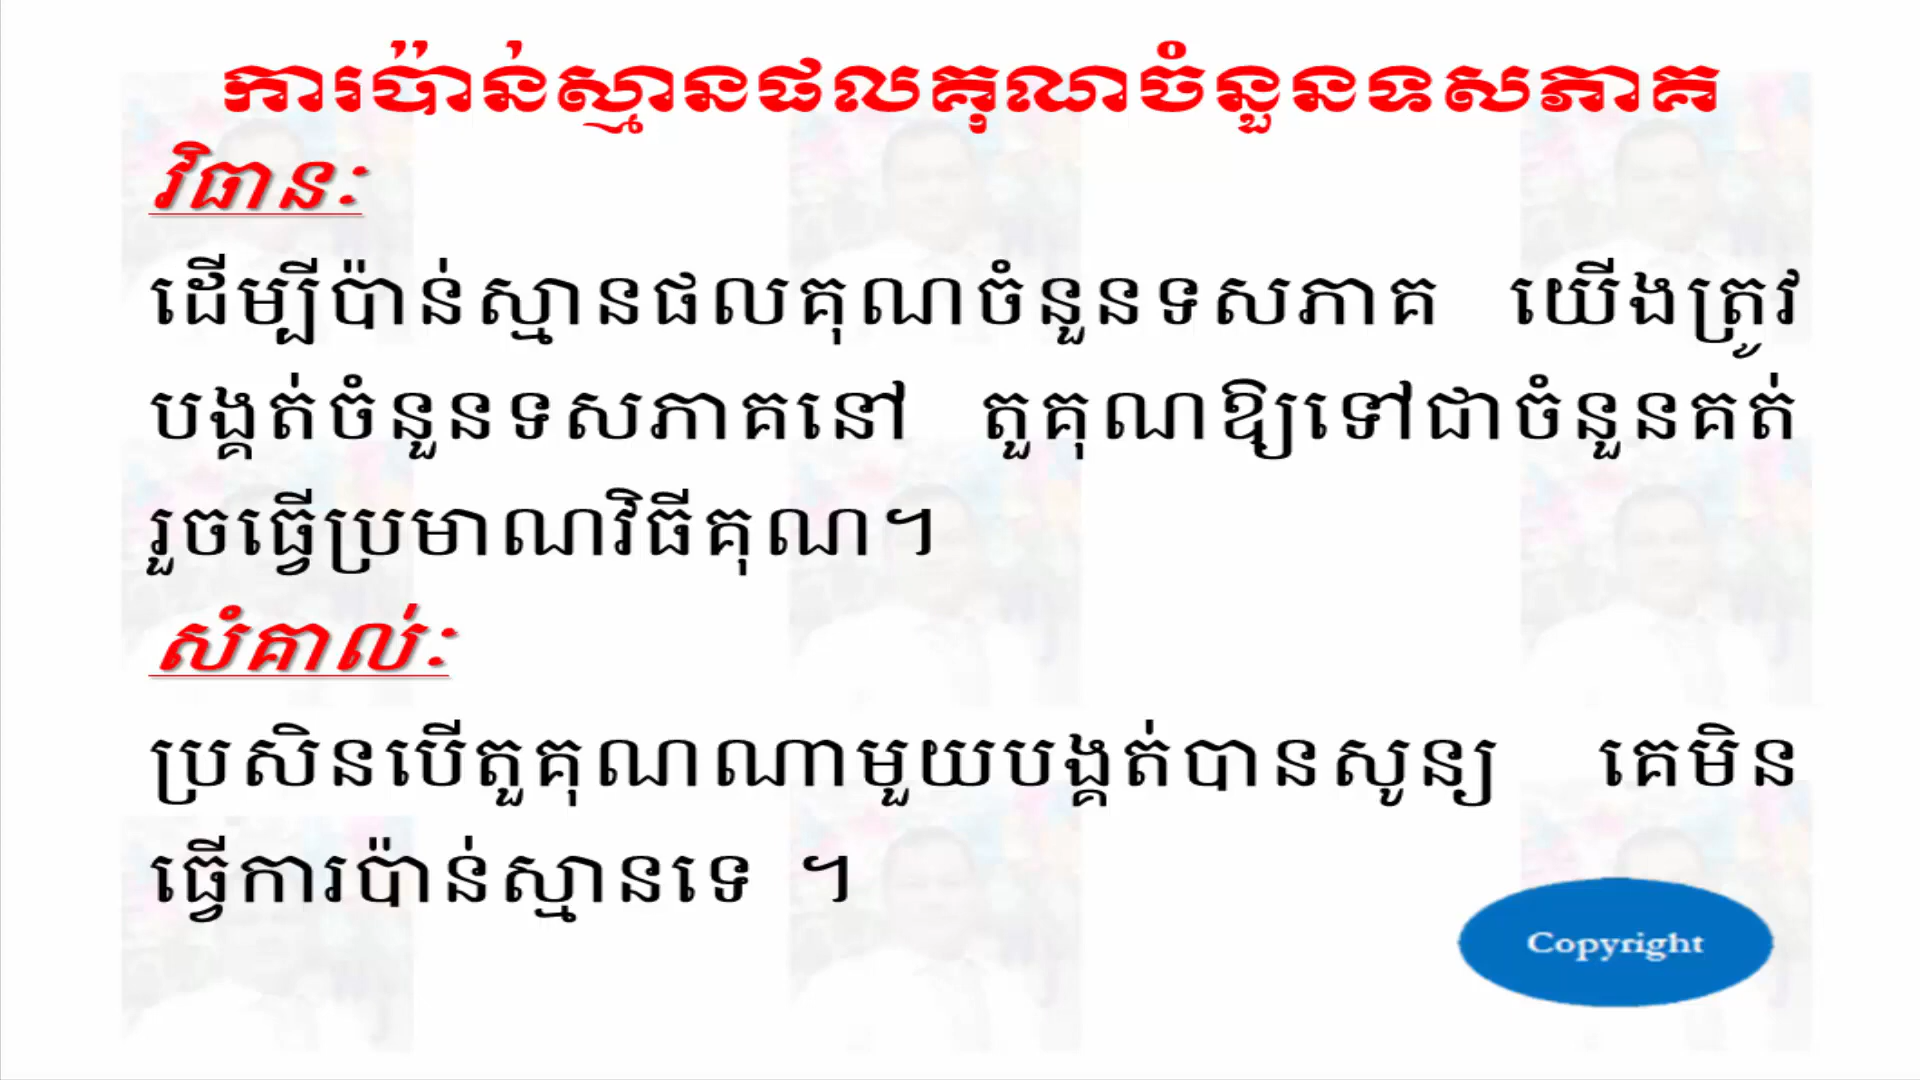 ការប៉ាន់ស្មានផលគុណចំនួនទសភាគ
វិធាន:
ដើម្បីប៉ាន់ស្មានផលគុណចំនួនទសភាគ យើងត្រូវ
បង្គត់ចំនួនទសភាគនៅ តួគុណឱ្យទៅជាចំនួនគត់
រួចធ្វើប្រមាណវិធីគុណ។
សំគាល់:
ប្រសិនបើតួគុណណាមួយបង្គត់បានសូន្យ គេមិន
ធ្វើការប៉ាន់ស្មានទេ ។
Copyright